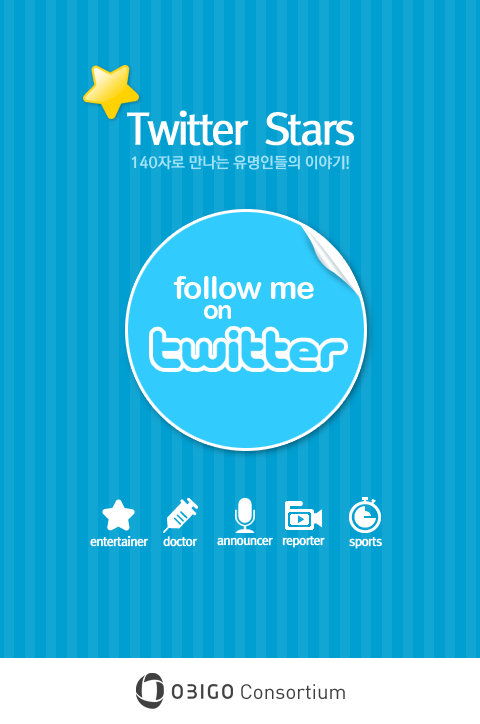 Twitter Stars
140자로 만나는 유명인들의 이야기!
follow me
on
twitter
entertainer doctor announcer reporter sports
OBIGO Consortium